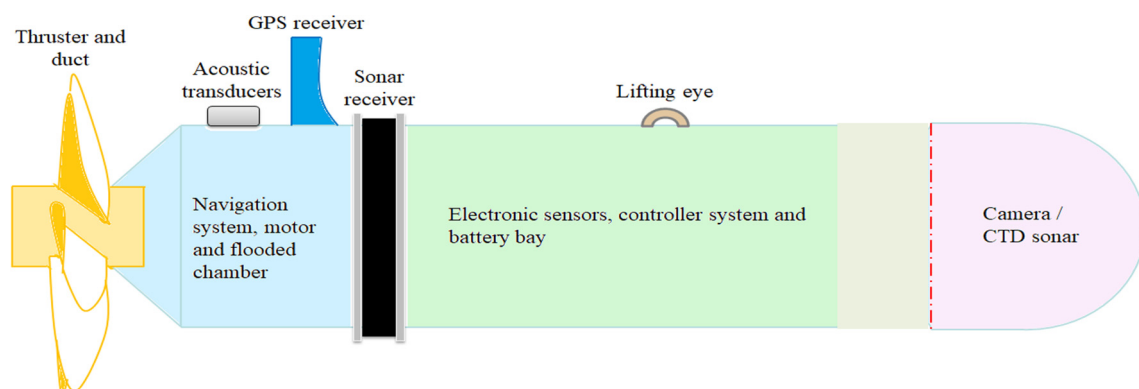 Thruster and
duct
Acoustic
transducers
GPS receiver
Sonar
receiver
Lifting eye
Navigation
system, motor
and flooded
chamber
Electronic sensors, controller system and
battery bay
Camera /
CTD sonar